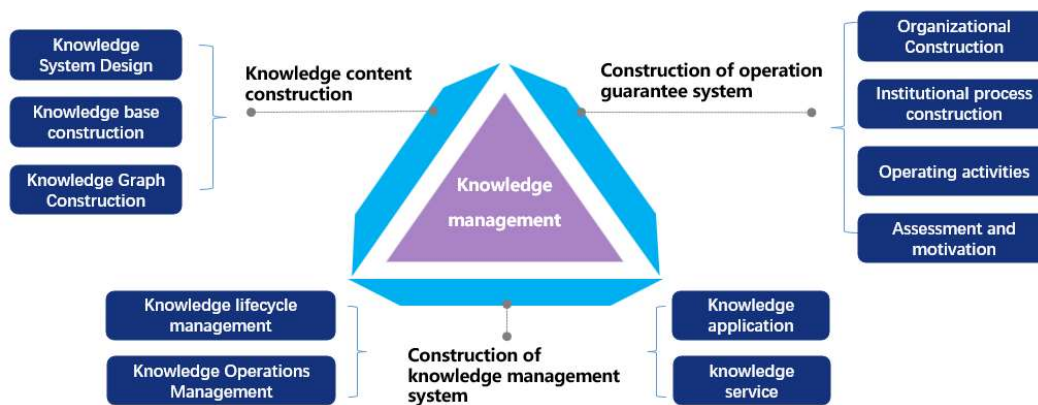 Knowledge
System Design
Knowledge base
construction
Knowledge Graph
Construction
Knowledge content
construction
Construction of operation
guarantee system
Organizational
Construction
Institutional process
construction
Operating activities
Assessment and
motivation
Knowledge
management
Knowledge lifecycle
management
Knowledge Operations
Management
Construction of
knowledge management
system
Knowledge
application
knowledge
service